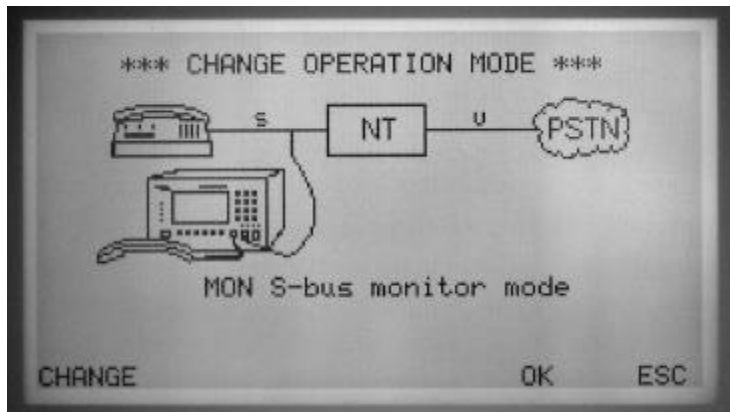 *** CHANGE OPERATION MODE ***
S NT U PSTN
MON S-bus monitor mode
CHANGE OK ESC